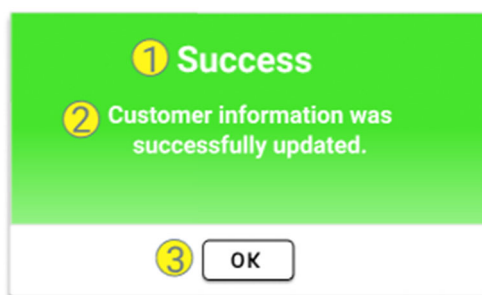 1 Success
2 Customer information was
successfully updated.
3 OK